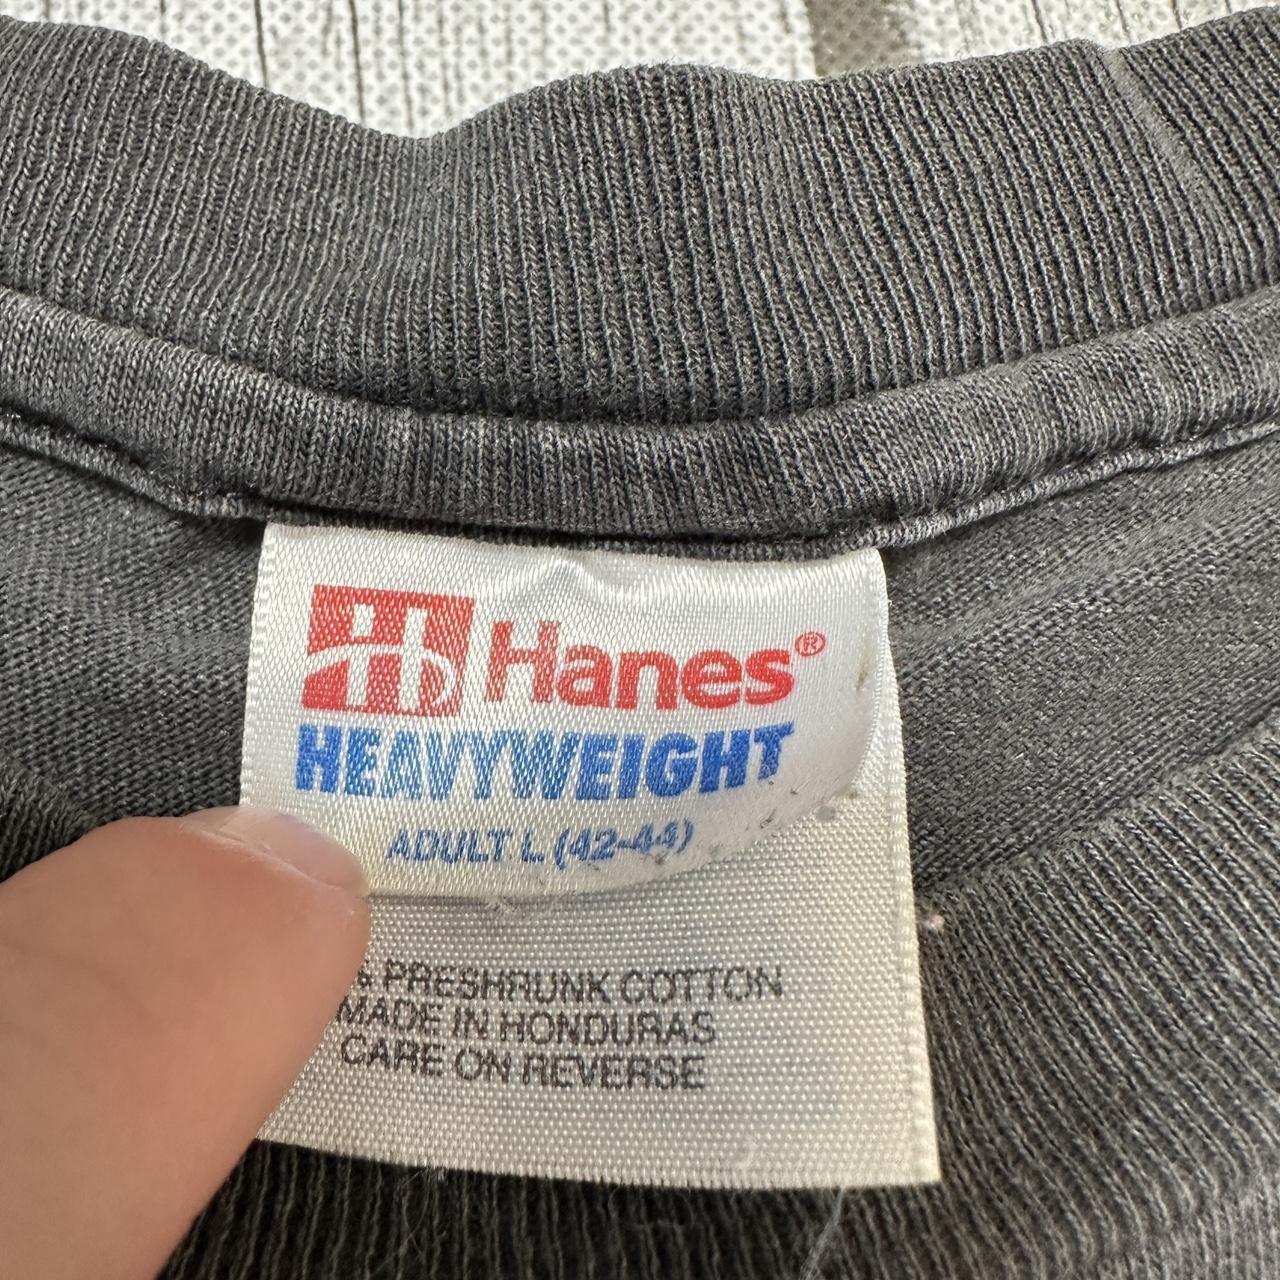 Hanes®
HEAVYWEIGHT
ADULT L (42-44)
% PRESHRUNK COTTON
MADE IN HONDURAS
CARE ON REVERSE